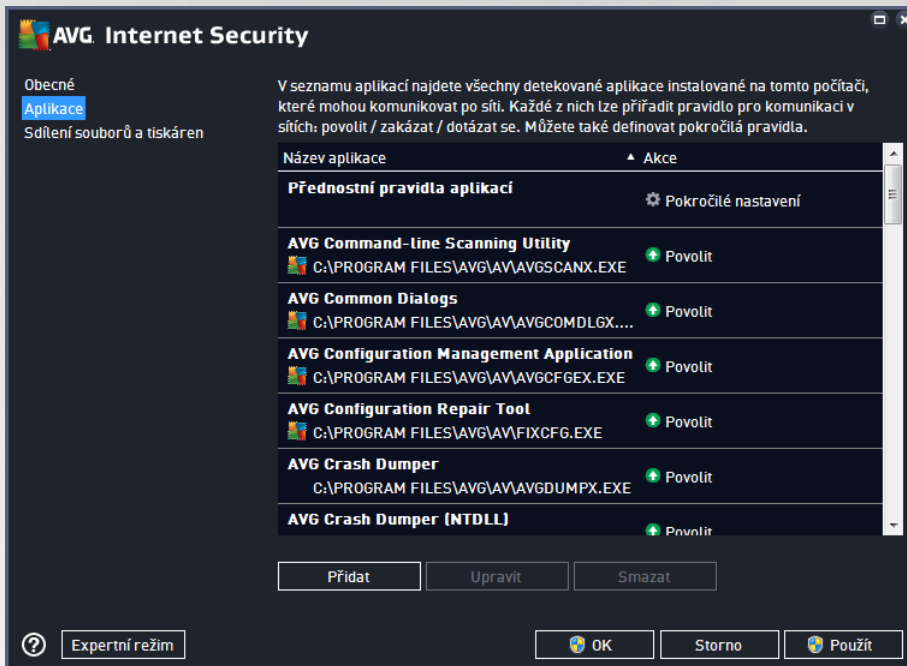 AVG Internet Security
Obecné
Aplikace
Sdílení souborů a tiskáren
V seznamu aplikací najdete všechny detekované aplikace instalované na tomto počítači,
které mohou komunikovat po síti. Každé z nich lze přiřadit pravidlo pro komunikaci v
sítích: povolit / zakázat / dotázat se. Můžete také definovat pokročilá pravidla.
Název aplikace Akce
Přednostní pravidla aplikací
Pokročilé nastavení
AVG Command-line Scanning Utility
C:\PROGRAM FILES\AVG\AV\AVGSCANX.EXE
Povolit
AVG Common Dialogs
C:\PROGRAM FILES\AVG\AV\AVGCOMDLGX....
Povolit
AVG Configuration Management Application
C:\PROGRAM FILES\AVG\AV\AVGCFGEX.EXE
Povolit
AVG Configuration Repair Tool
C:\PROGRAM FILES\AVG\AV\FIXCFG.EXE
Povolit
AVG Crash Dumper
C:\PROGRAM FILES\AVG\AV\AVGDUMPX.EXE
Povolit
AVG Crash Dumper (NTDLL)
Povolit
Přidat Upravit Smazat
? Expertní režim OK Storno Použít